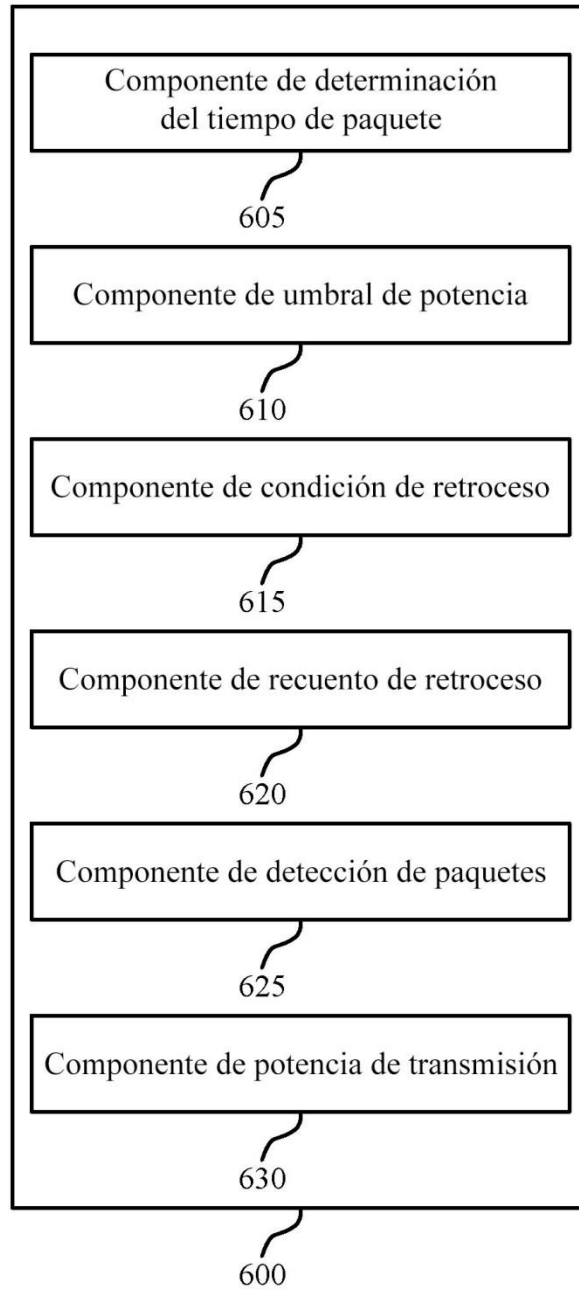 Componente de determinación
del tiempo de paquete
605
Componente de umbral de potencia
610
Componente de condición de retroceso
615
Componente de recuento de retroceso
620
Componente de detección de paquetes
625
Componente de potencia de transmisión
630
600